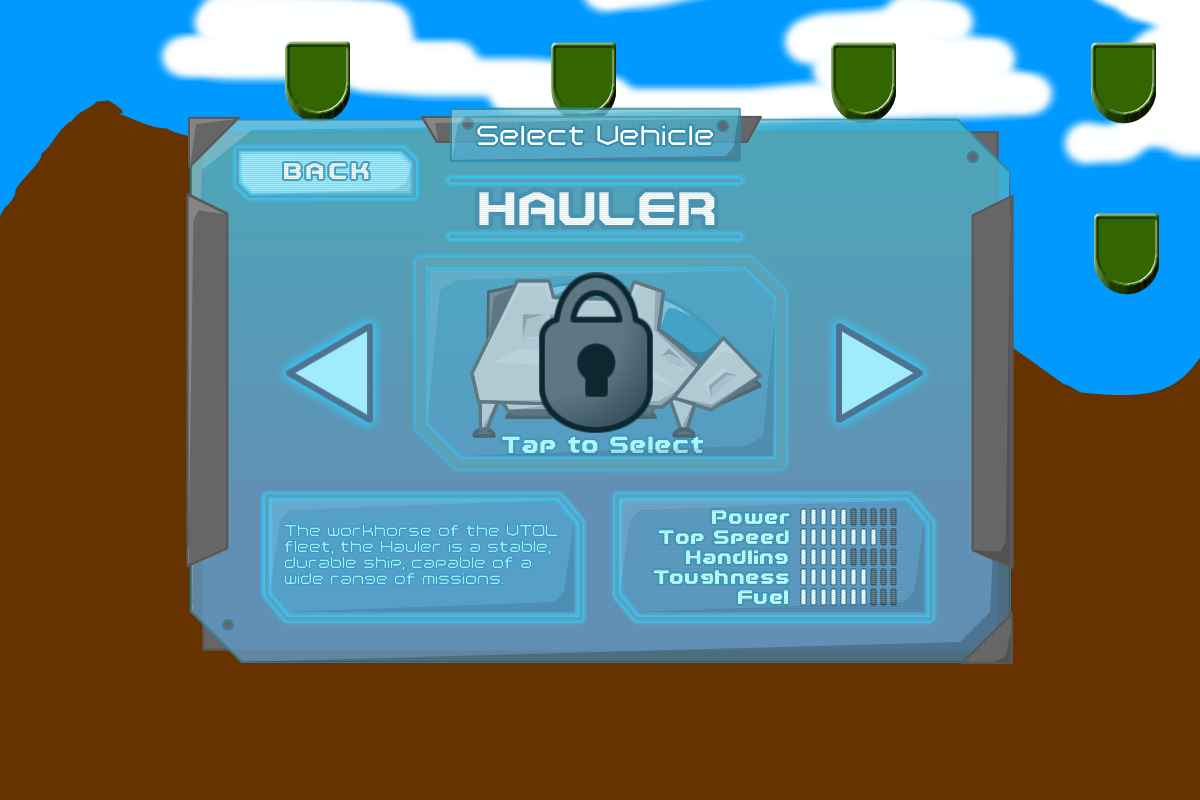 Select Vehicle
BACK
HAULER
Tap to Select
The workhorse of the VTOL
fleet, the Hauler is a stable,
durable ship, capable of a
wide range of missions.
Power
Top Speed
Handling
Toughness
Fuel